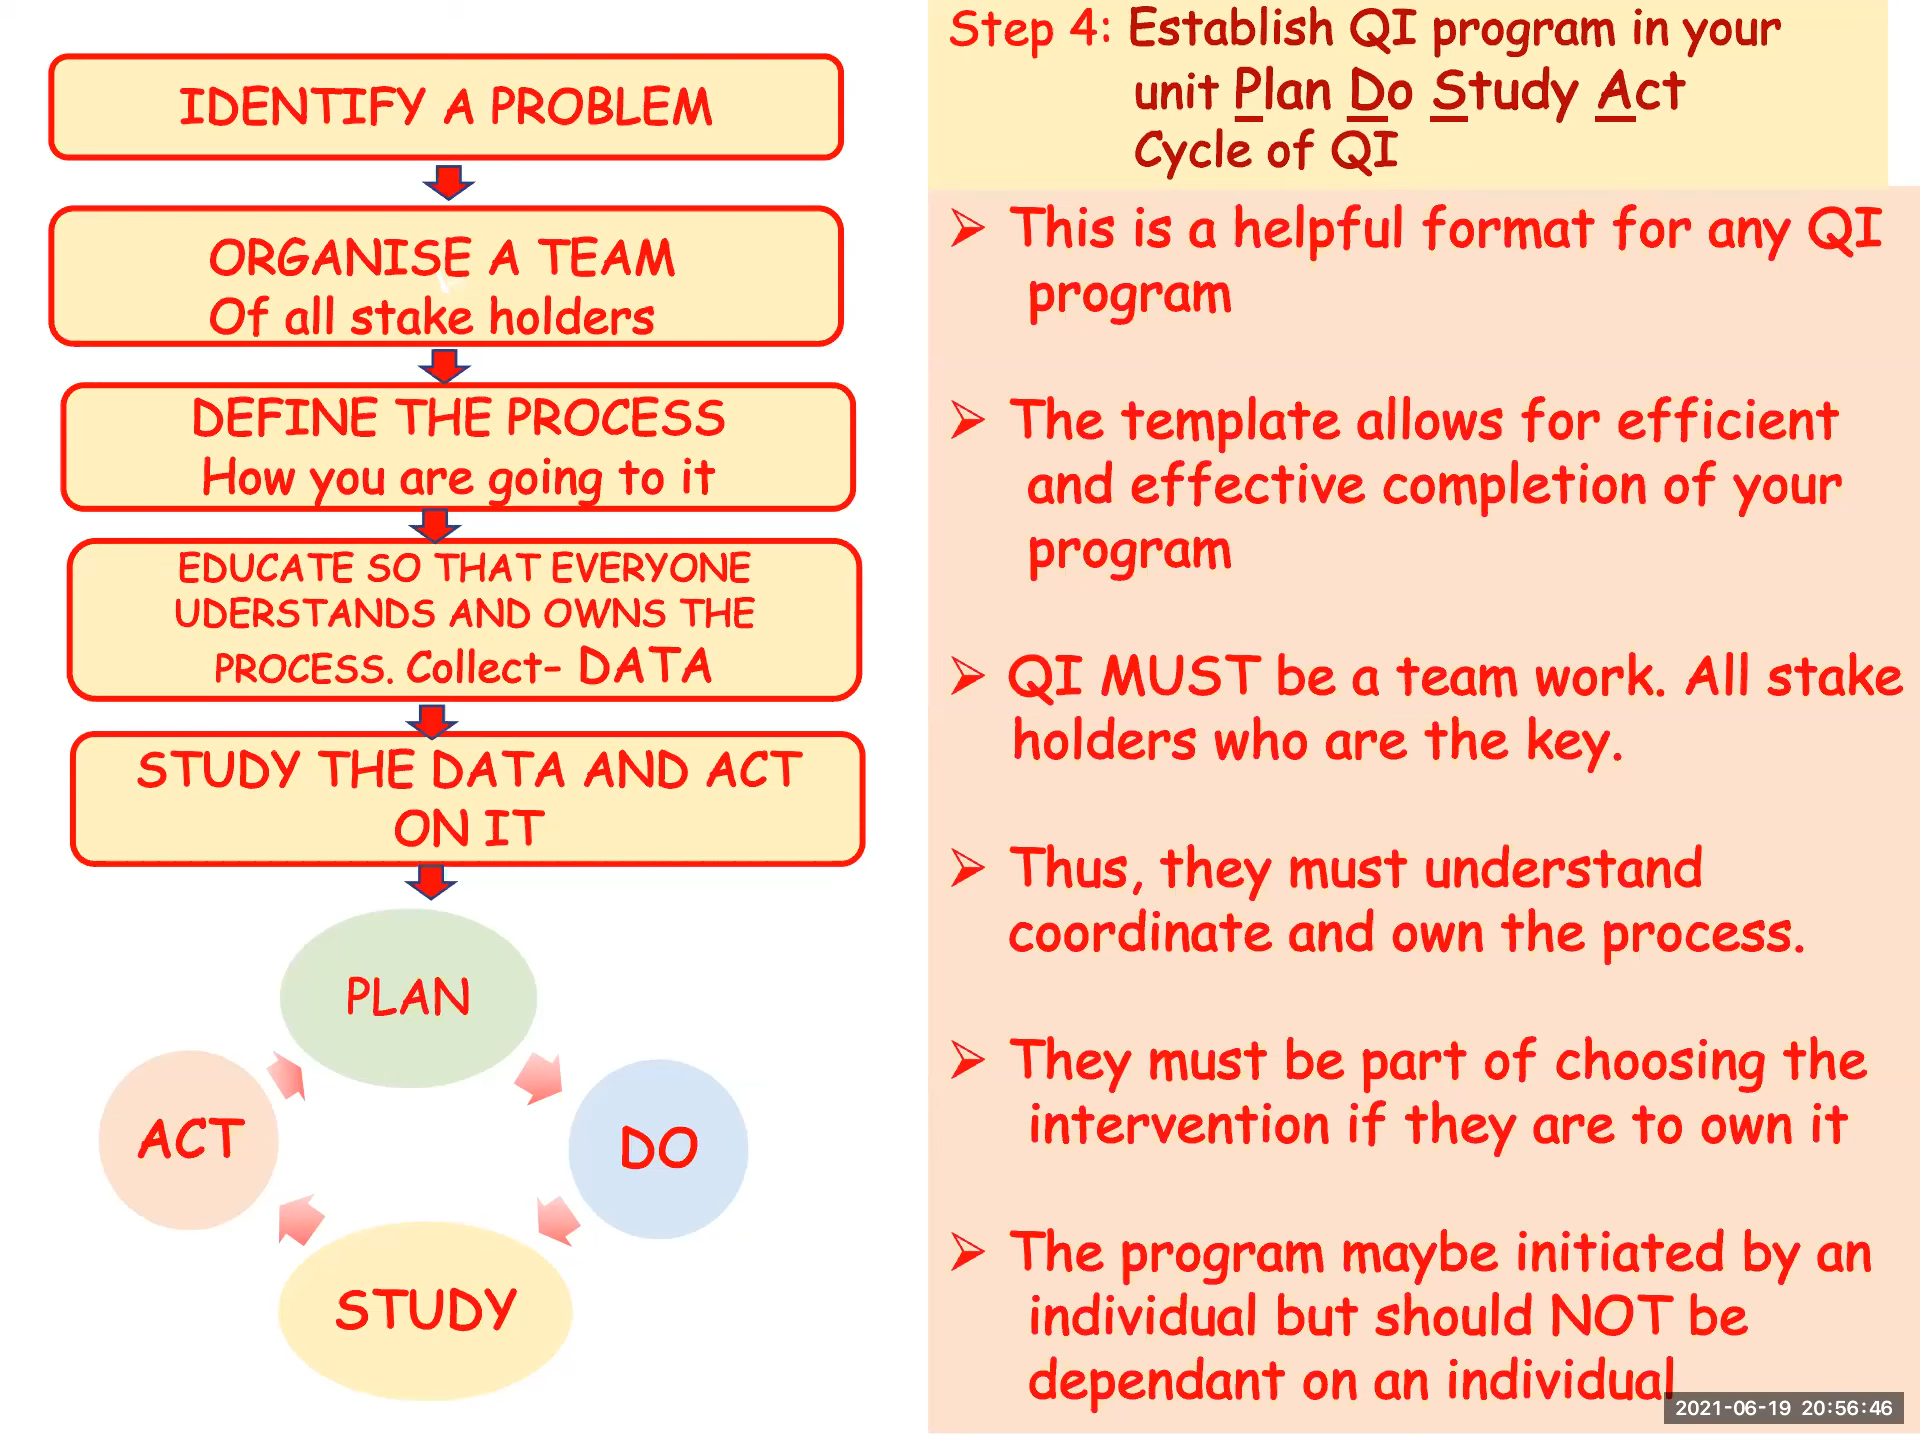 IDENTIFY A PROBLEM
ORGANISE A TEAM
Of all stake holders
DEFINE THE PROCESS
How you are going to it
EDUCATE SO THAT EVERYONE
UDERSTANDS AND OWNS THE
PROCESS. Collect- DATA
STUDY THE DATA AND ACT
ON IT
PLAN
DO
STUDY
ACT
Step 4: Establish QI program in your
unit Plan Do Study Act
Cycle of QI
➢ This is a helpful format for any QI
program
➢ The template allows for efficient
and effective completion of your
program
➢ QI MUST be a team work. All stake
holders who are the key.
➢ Thus, they must understand
coordinate and own the process.
➢ They must be part of choosing the
intervention if they are to own it
➢ The program maybe initiated by an
individual but should NOT be
dependant on an individual
2021-06-19 20:56:46